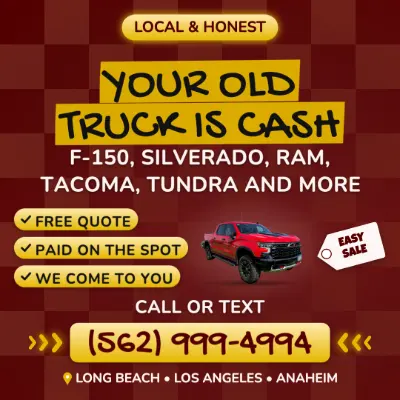 LOCAL & HONEST
YOUR OLD
TRUCK IS CASH
F-150, SILVERADO, RAM,
TACOMA, TUNDRA AND MORE
FREE QUOTE
PAID ON THE SPOT
WE COME TO YOU
EASY
SALE
CALL OR TEXT
(562) 999-4994
LONG BEACH • LOS ANGELES • ANAHEIM